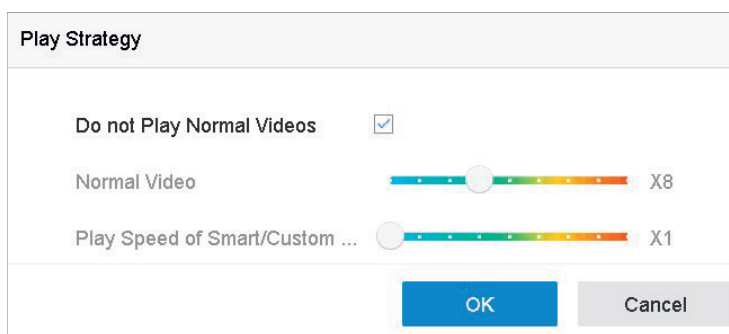 Play Strategy
Do not Play Normal Videos
Normal Video X8
Play Speed of Smart/Custom ... X1
OK Cancel